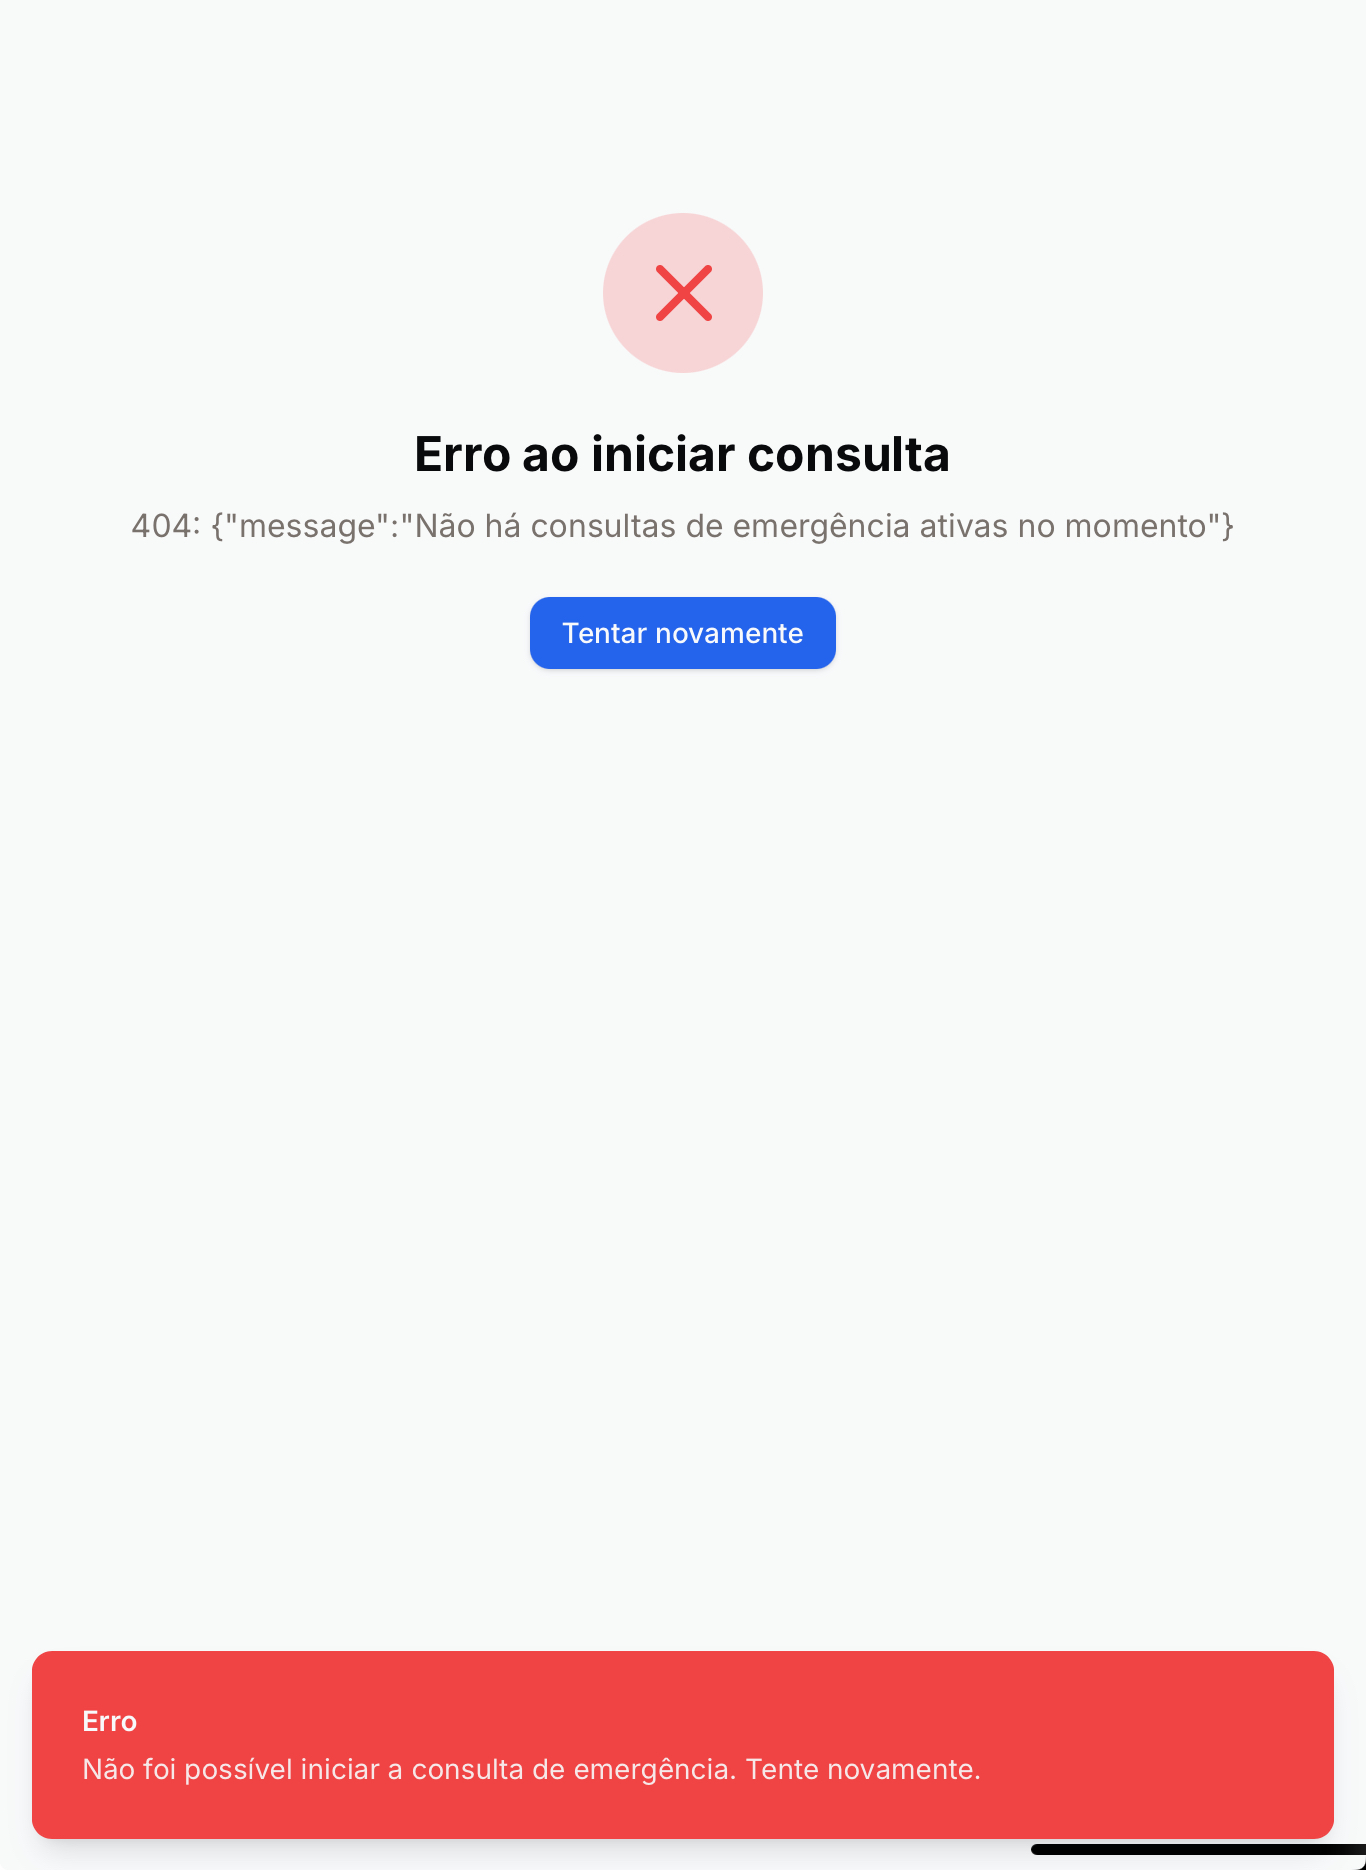 Erro ao iniciar consulta
404: {"message":"Não há consultas de emergência ativas no momento"}
Tentar novamente
Erro
Não foi possível iniciar a consulta de emergência. Tente novamente.